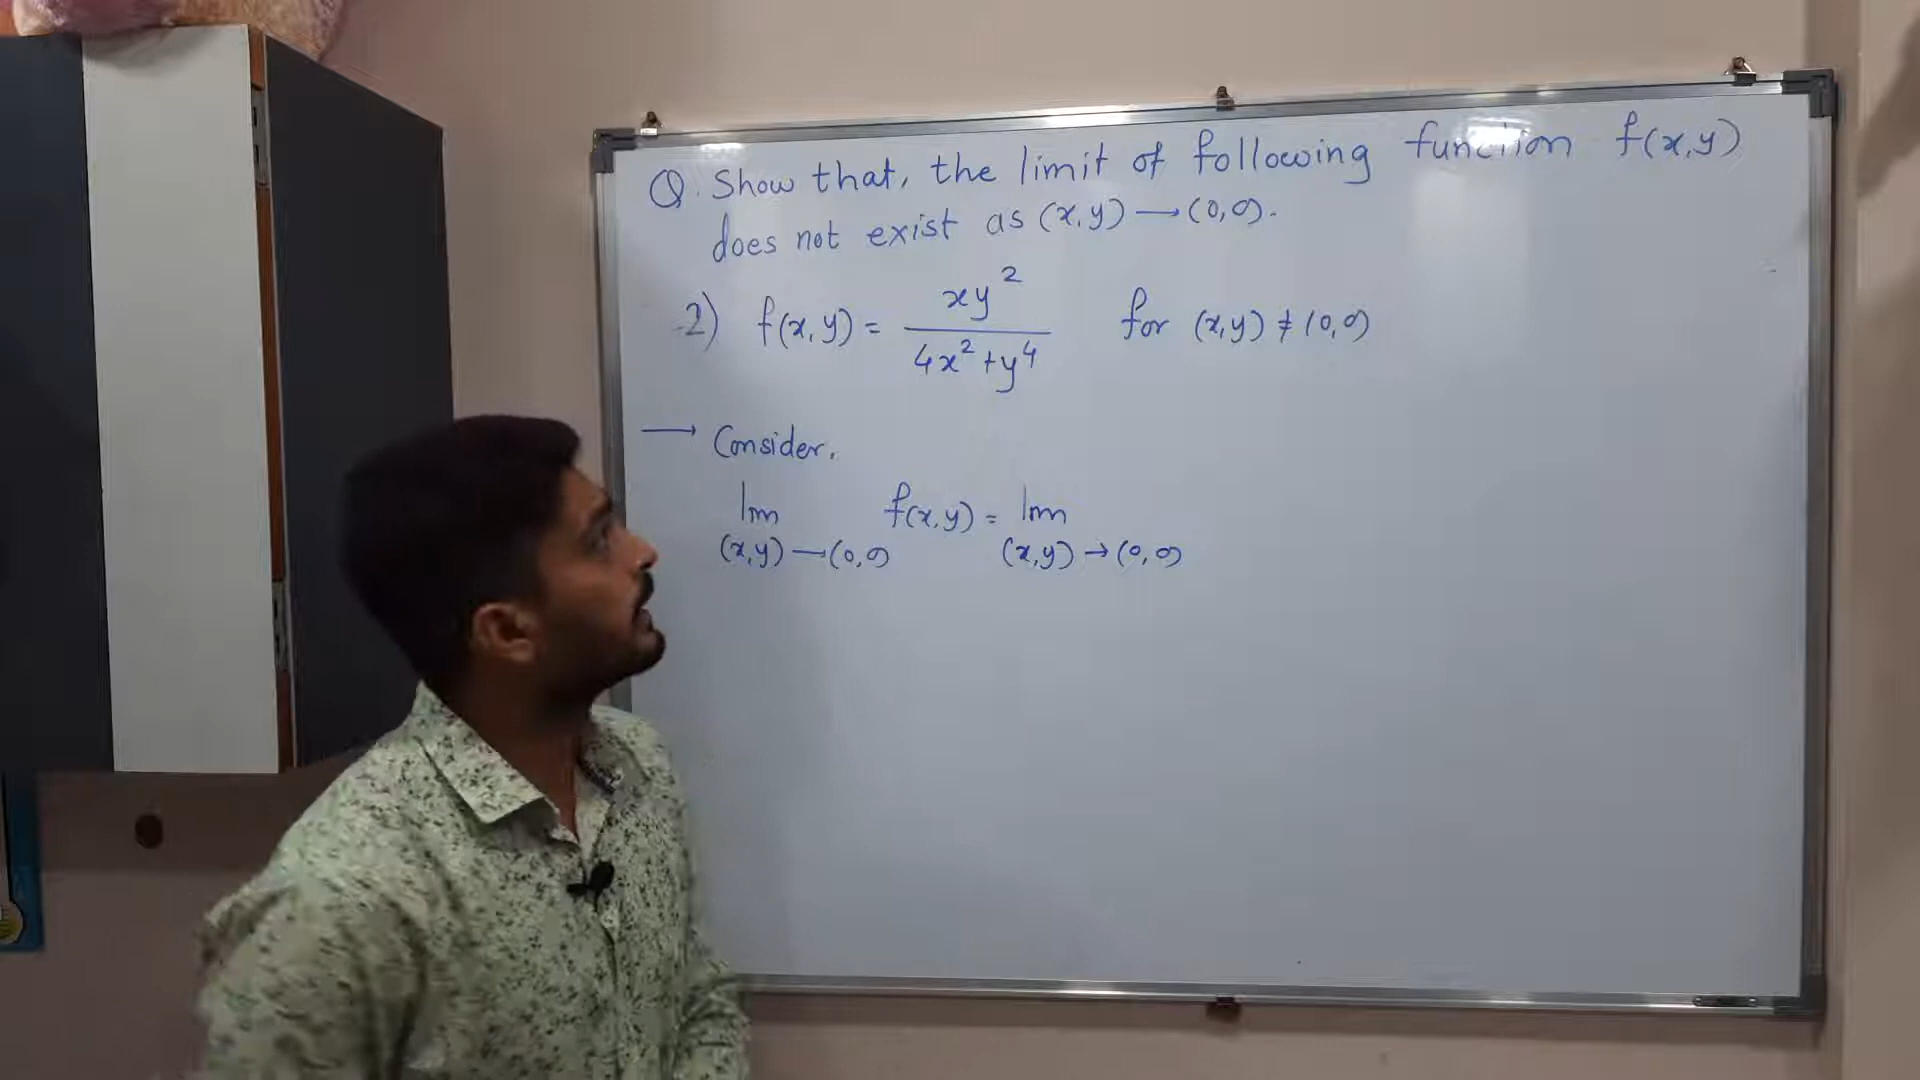 Q. Show that, the limit of following function f(x,y)
does not exist as (x,y) → (0,0).
2) f(x,y) = xy² / 4x²+y⁴ for (x,y) ≠ (0,0)
→ Consider,
lim (x,y)→(0,0) f(x,y) = lim (x,y)→(0,0)